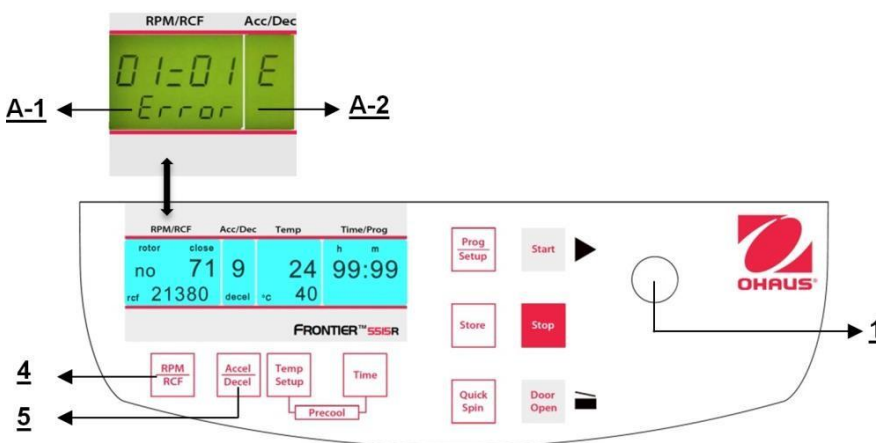 RPM/RCF Acc/Dec
01=01 E
Error
A-1
A-2
RPM/RCF Acc/Dec Temp Time/Prog
rotor close h m
no 71 9 24 99:99
rcf 21380 decel °C 40
FRONTIER™ 5515R
RPM
RCF
Accel
Decel
Temp
Setup
Time
Precool
4
5
Prog
Setup
Start
Store
Stop
Quick
Spin
Door
Open
OHAUS®
1